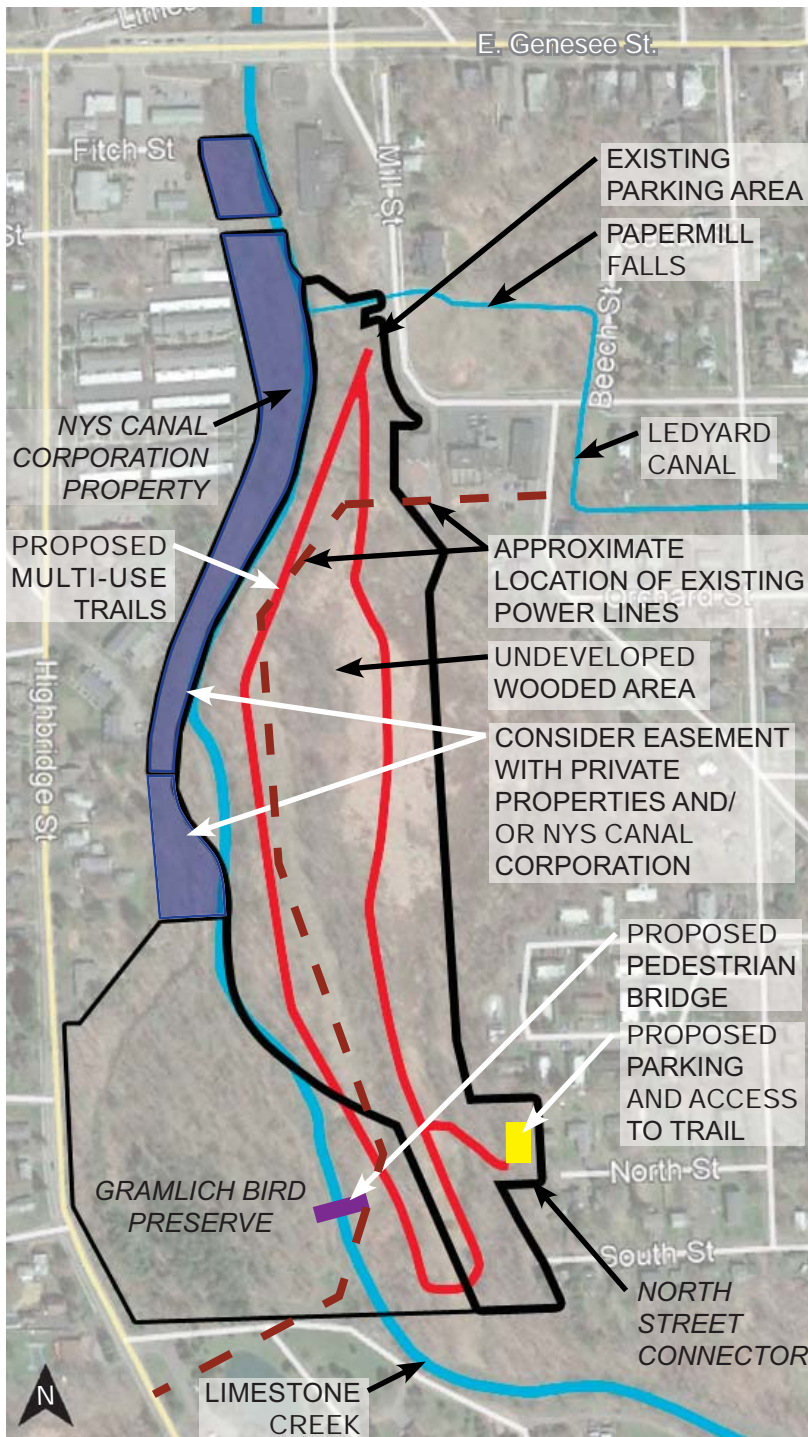 Limes
E. Genesee St.
Fitch St
Mill St
EXISTING
PARKING AREA
PAPERMILL
FALLS
St
Beech St
NYS CANAL
CORPORATION
PROPERTY
LEDYARD
CANAL
PROPOSED
MULTI-USE
TRAILS
APPROXIMATE
LOCATION OF EXISTING
POWER LINES
Orchard St
UNDEVELOPED
WOODED AREA
Highbridge St
CONSIDER EASEMENT
WITH PRIVATE
PROPERTIES AND/
OR NYS CANAL
CORPORATION
PROPOSED
PEDESTRIAN
BRIDGE
PROPOSED
PARKING
AND ACCESS
TO TRAIL
North St
GRAMLICH BIRD
PRESERVE
South St
NORTH
STREET
CONNECTOR
LIMESTONE
CREEK
N